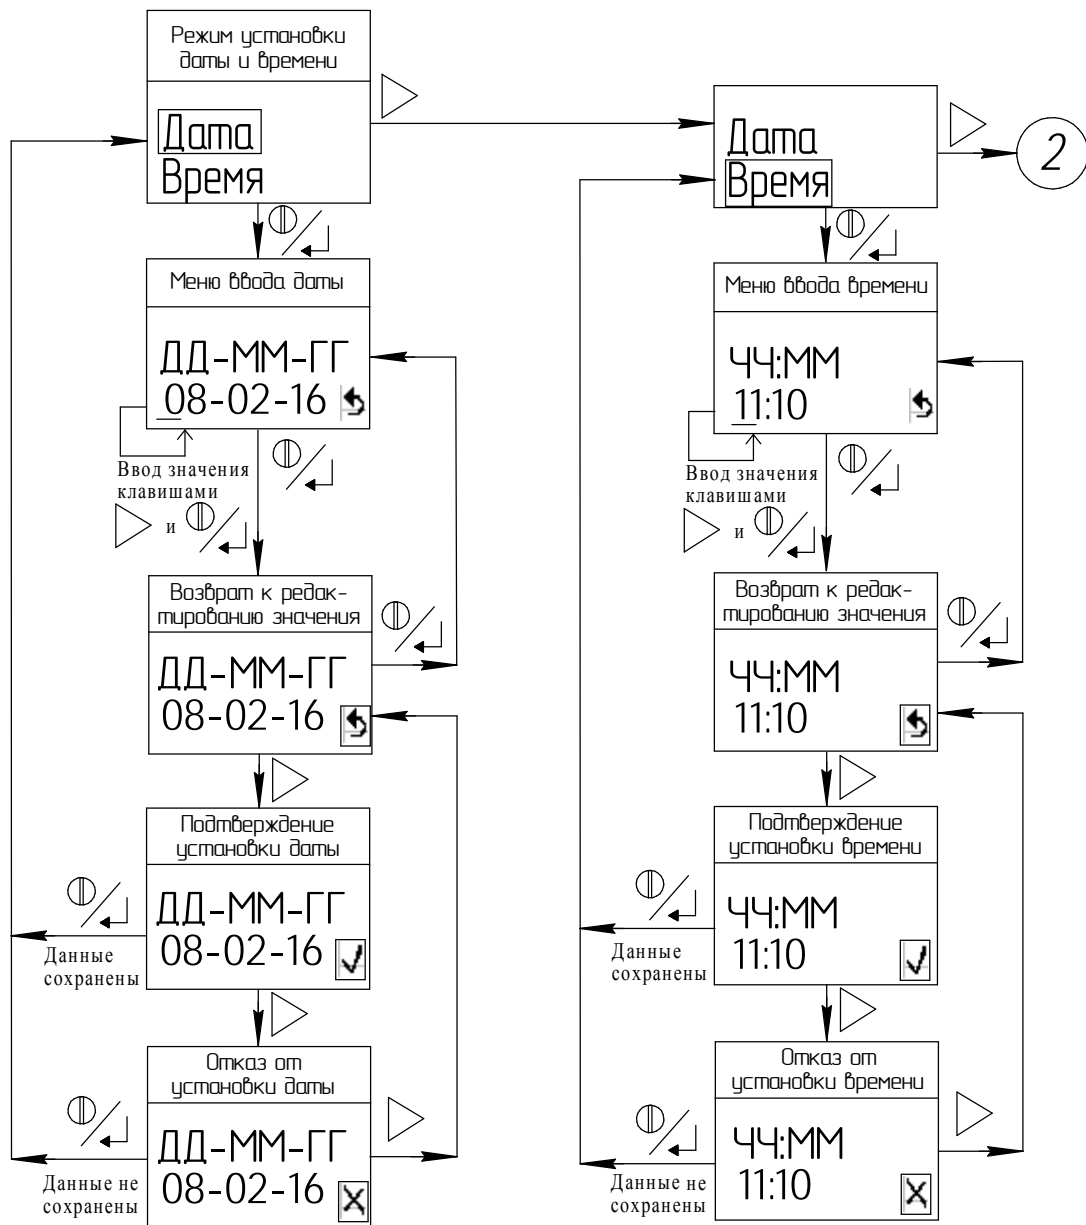 Режим установки
даты и времени
Дата
Время
Меню ввода даты
ДД-ММ-ГГ
08-02-16
Ввод значения
клавишами
и
Возврат к редак-
тированию значения
ДД-ММ-ГГ
08-02-16
Подтверждение
установки даты
ДД-ММ-ГГ
08-02-16
Данные
сохранены
Отказ от
установки даты
ДД-ММ-ГГ
08-02-16
Данные не
сохранены
Дата
Время
2
Меню ввода времени
ЧЧ:ММ
11:10
Ввод значения
клавишами
и
Возврат к редак-
тированию значения
ЧЧ:ММ
11:10
Подтверждение
установки времени
ЧЧ:ММ
11:10
Данные
сохранены
Отказ от
установки времени
ЧЧ:ММ
11:10
Данные не
сохранены